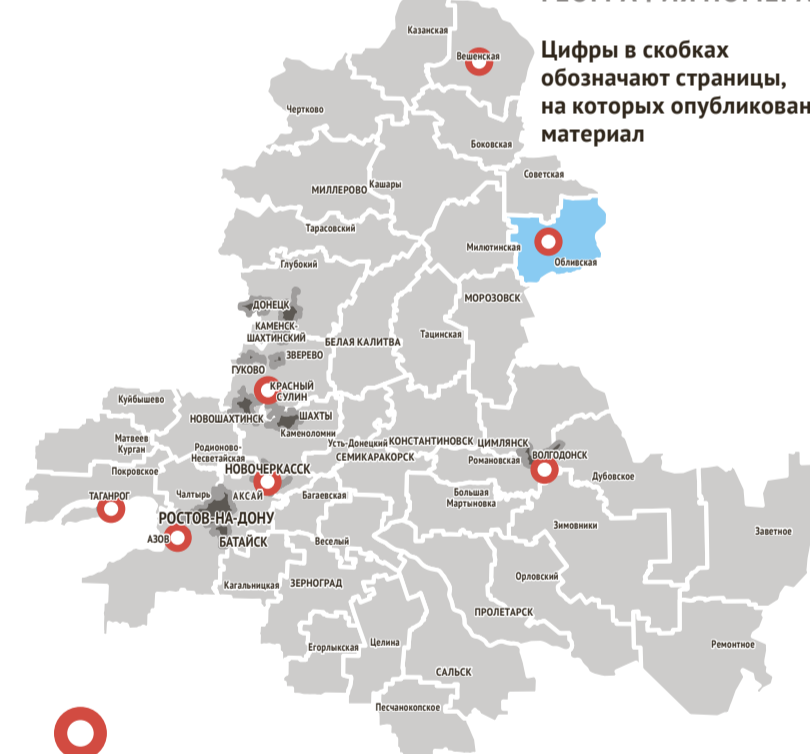 Цифры в скобках
обозначают страницы,
на которых опубликован
материал
Казанская
Вешенская
Чертково
Боковская
Советская
МИЛЛЕРОВО
Кашары
Тарасовский
Милютинская
Обливская
Глубокий
МОРОЗОВСК
ДОНЕЦК
КАМЕНСК-
ШАХТИНСКИЙ
БЕЛАЯ КАЛИТВА
Тацинская
ЗВЕРЕВО
ГУКОВО
КРАСНЫЙ
СУЛИН
Куйбышево
НОВОШАХТИНСК
ШАХТЫ
Каменоломни
Матвеев
Курган
Родионово-
Несветайская
Усть-Донецкий
КОНСТАНТИНОВСК
ЦИМЛЯНСК
СЕМИКАРАКОРСК
Романовская
ВОЛГОДОНСК
Покровское
НОВОЧЕРКАССК
Дубовское
ТАГАНРОГ
Чалтырь
АКСАЙ
Багаевская
Большая
Мартыновка
РОСТОВ-НА-ДОНУ
Зимовники
Заветное
АЗОВ
БАТАЙСК
Веселый
Кагальницкая
ЗЕРНОГРАД
Орловский
ПРОЛЕТАРСК
Егорлыкская
Целина
Ремонтное
САЛЬСК
Песчанокопское